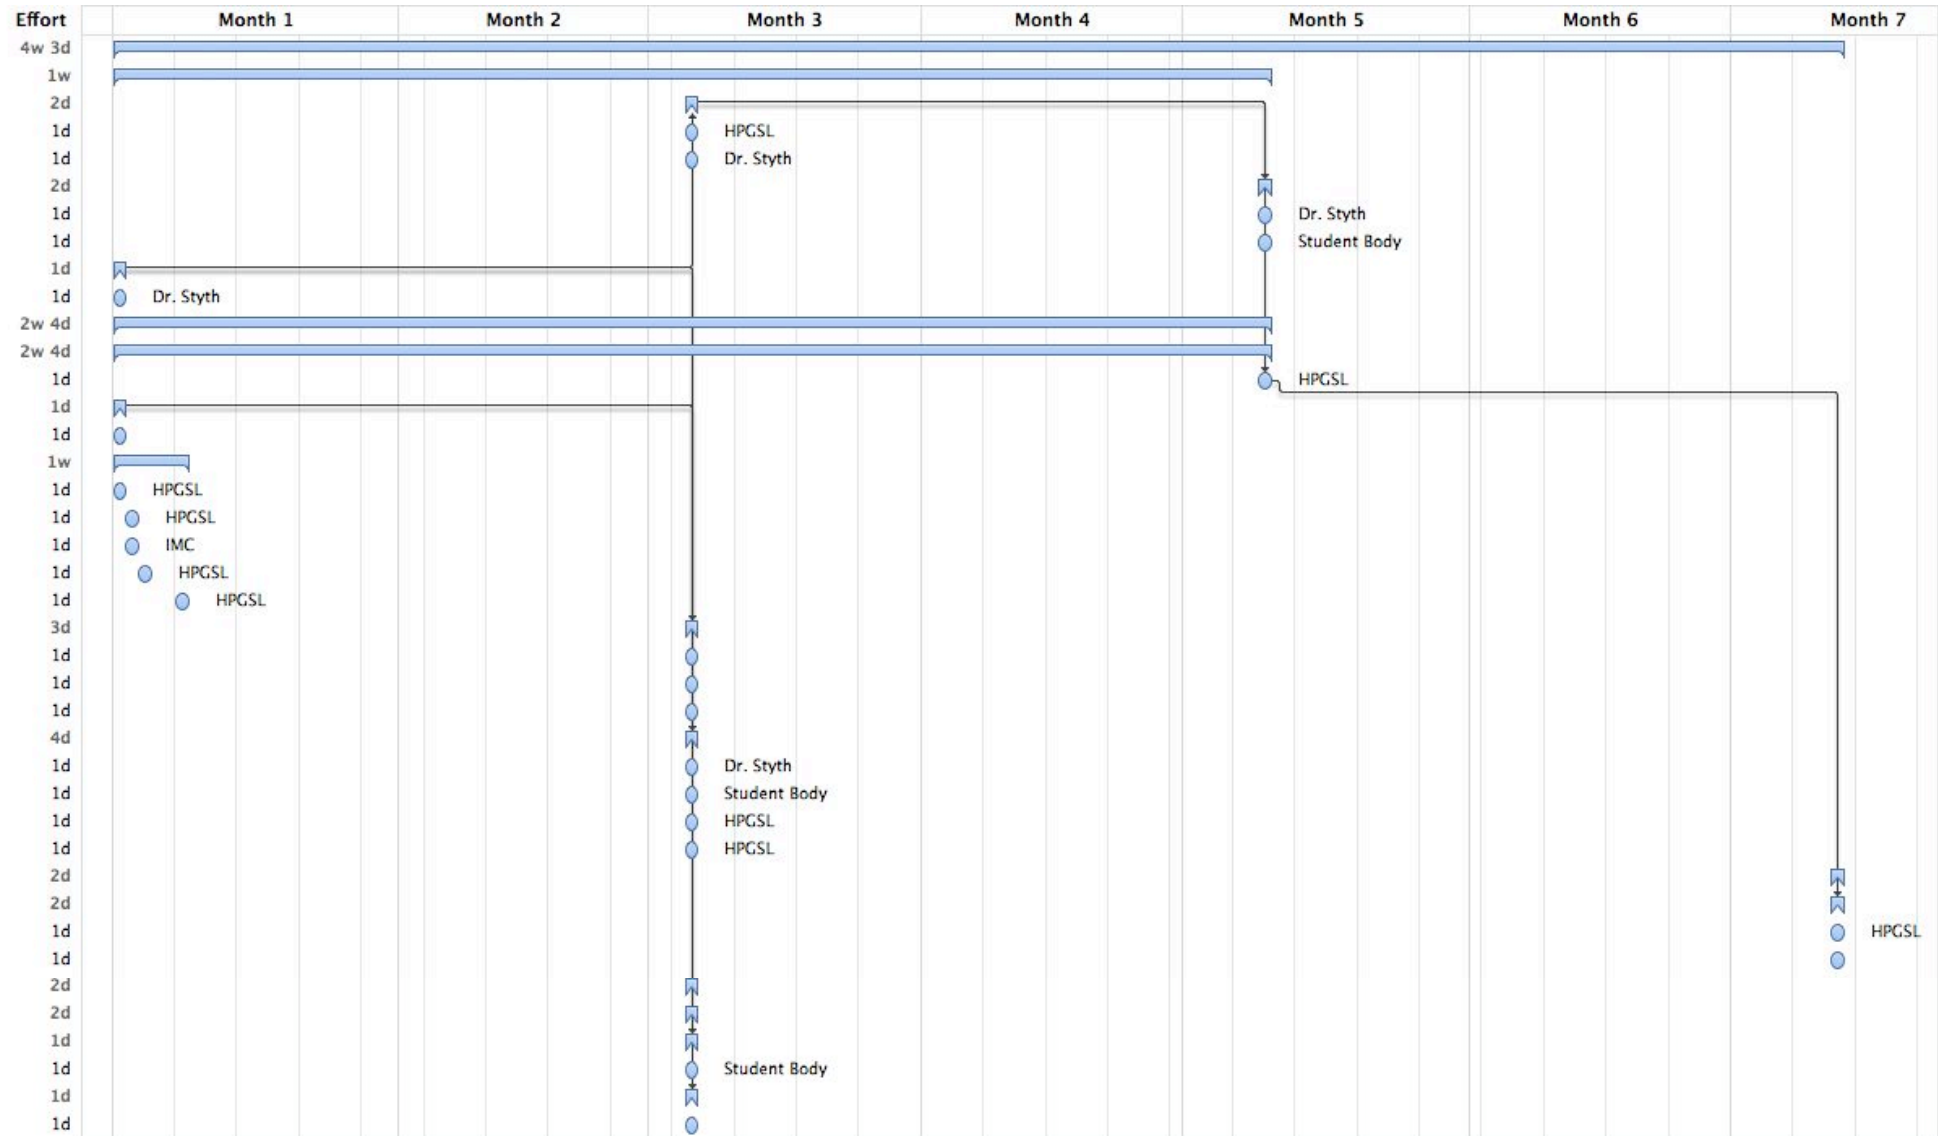 Effort Month 1 Month 2 Month 3 Month 4 Month 5 Month 6 Month 7
4w 3d
1w
2d
1d HPGSL
1d Dr. Styth
2d
1d Dr. Styth
1d Student Body
1d
1d Dr. Styth
2w 4d
2w 4d
1d HPGSL
1d
1d
1w
1d HPGSL
1d HPGSL
1d IMC
1d HPGSL
1d HPGSL
3d
1d
1d
1d
4d
1d Dr. Styth
1d Student Body
1d HPGSL
1d HPGSL
2d
2d
1d HPGSL
1d
2d
2d
1d
1d Student Body
1d
1d